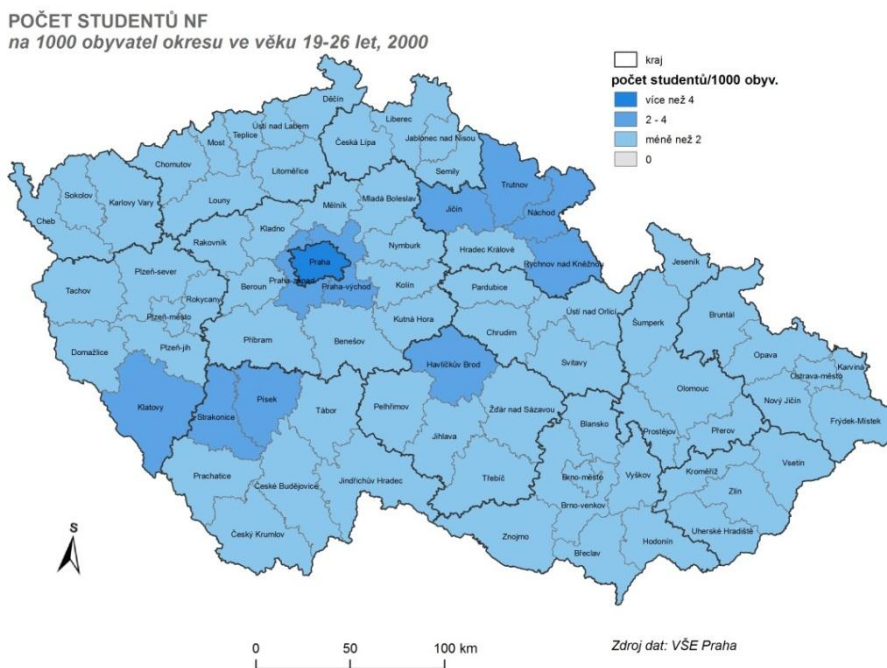 POČET STUDENTŮ NF
na 1000 obyvatel okresu ve věku 19-26 let, 2000
kraj
počet studentů/1000 obyv.
více než 4
2 - 4
méně než 2
0
Děčín
Liberec
Ústí nad Labem
Teplice
Most
Česká Lípa
Jablonec nad Nisou
Chomutov
Litoměřice
Semily
Trutnov
Sokolov
Karlovy Vary
Louny
Mělník
Mladá Boleslav
Jičín
Náchod
Cheb
Kladno
Rakovník
Nymburk
Hradec Králové
Praha
Rychnov nad Kněžnou
Jeseník
Plzeň-sever
Praha-západ
Praha-východ
Kolín
Pardubice
Tachov
Rokycany
Beroun
Plzeň-město
Kutná Hora
Ústí nad Orlicí
Šumperk
Bruntál
Chrudim
Domažlice
Plzeň-jih
Příbram
Benešov
Opava
Havlíčkův Brod
Svitavy
Karviná
Ostrava-město
Olomouc
Nový Jičín
Klatovy
Strakonice
Písek
Tábor
Pelhřimov
Žďár nad Sázavou
Frýdek-Místek
Blansko
Prostějov
Přerov
Jihlava
Vsetín
Prachatice
České Budějovice
Jindřichův Hradec
Třebíč
Brno-město
Vyškov
Kroměříž
Zlín
Brno-venkov
Český Krumlov
Znojmo
Uherské Hradiště
Hodonín
Břeclav
S
0 50 100 km
Zdroj dat: VŠE Praha